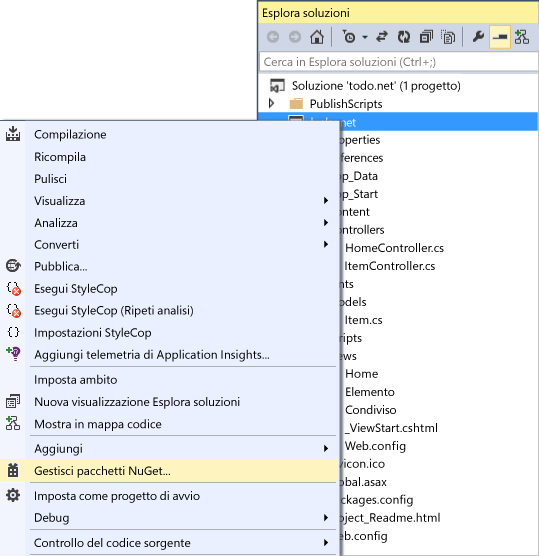 Esplora soluzioni
Cerca in Esplora soluzioni (Ctrl+;)
Soluzione 'todo.net' (1 progetto)
PublishScripts
net
operties
ferences
p_Data
p_Start
ntent
ntrollers
HomeController.cs
ItemController.cs
nts
odels
Item.cs
ripts
ews
Home
Elemento
Condiviso
_ViewStart.cshtml
Web.config
vicon.ico
obal.asax
ckages.config
oject_Readme.html
eb.config
Compilazione
Ricompila
Pulisci
Visualizza
Analizza
Converti
Pubblica...
Esegui StyleCop
Esegui StyleCop (Ripeti analisi)
Impostazioni StyleCop
Aggiungi telemetria di Application Insights...
Imposta ambito
Nuova visualizzazione Esplora soluzioni
Mostra in mappa codice
Aggiungi
Gestisci pacchetti NuGet...
Imposta come progetto di avvio
Debug
Controllo del codice sorgente